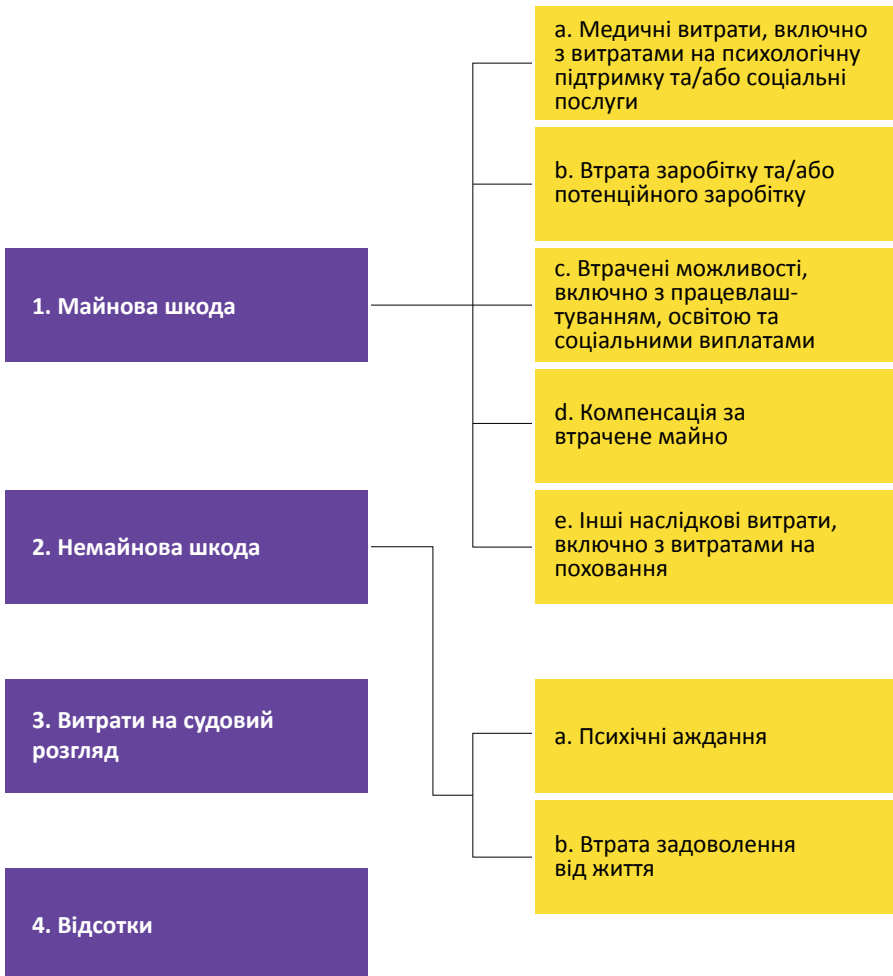 1. Майнова шкода
a. Медичні витрати, включно
з витратами на психологічну
підтримку та/або соціальні
послуги
b. Втрата заробітку та/або
потенційного заробітку
c. Втрачені можливості,
включно з працевлаш-
туванням, освітою та
соціальними виплатами
d. Компенсація за
втрачене майно
e. Інші наслідкові витрати,
включно з витратами на
поховання
2. Немайнова шкода
a. Психічні аждання
b. Втрата задоволення
від життя
3. Витрати на судовий
розгляд
4. Відсотки